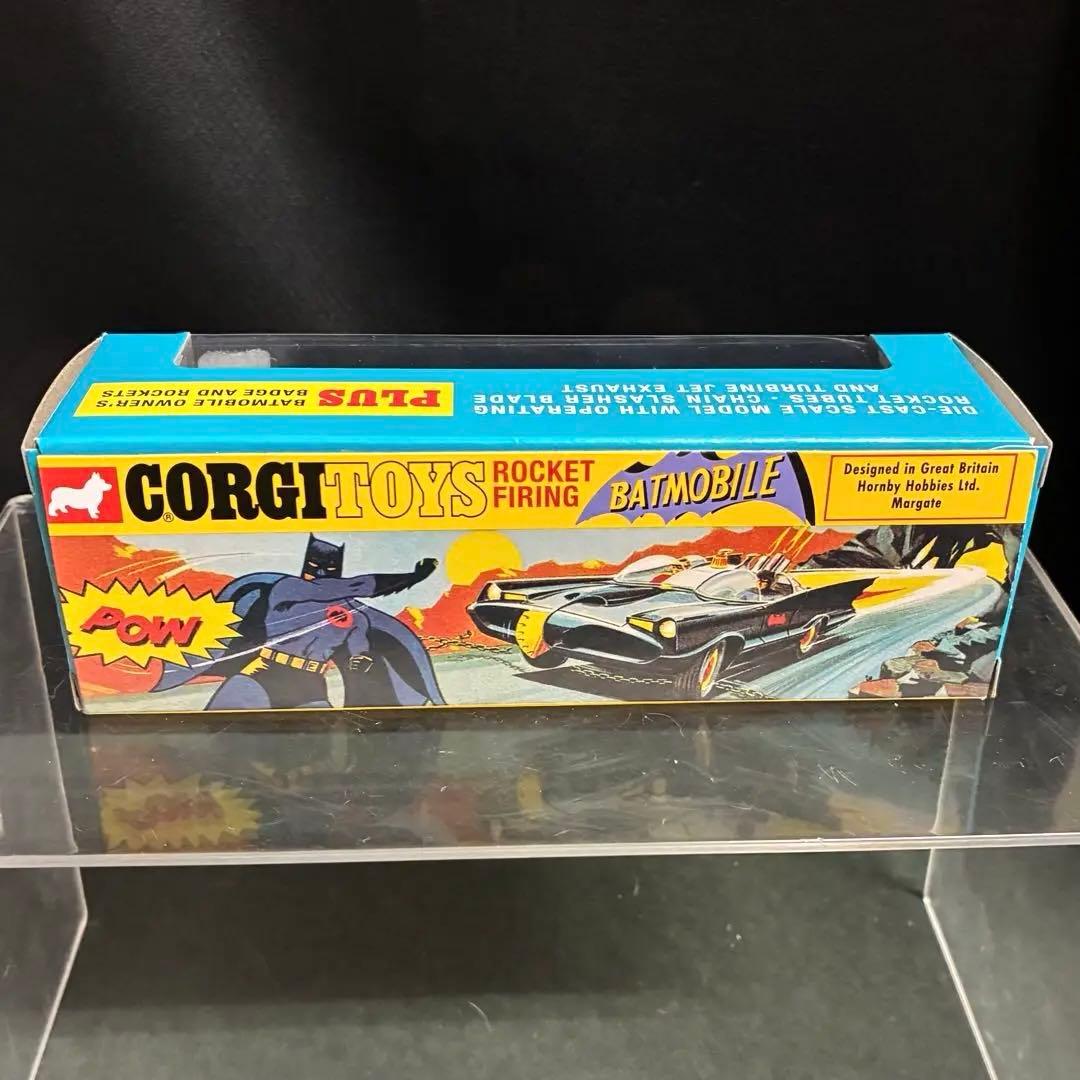 DIE-CAST SCALE MODEL WITH OPERATING
ROCKET TUBES - CHAIN SLASHER BLADE
AND TURBINE JET EXHAUST
PLUS BATMOBILE OWNER'S
BADGE AND ROCKETS
CORGI TOYS ®
ROCKET
FIRING
BATMOBILE
Designed in Great Britain
Hornby Hobbies Ltd.
Margate
POW